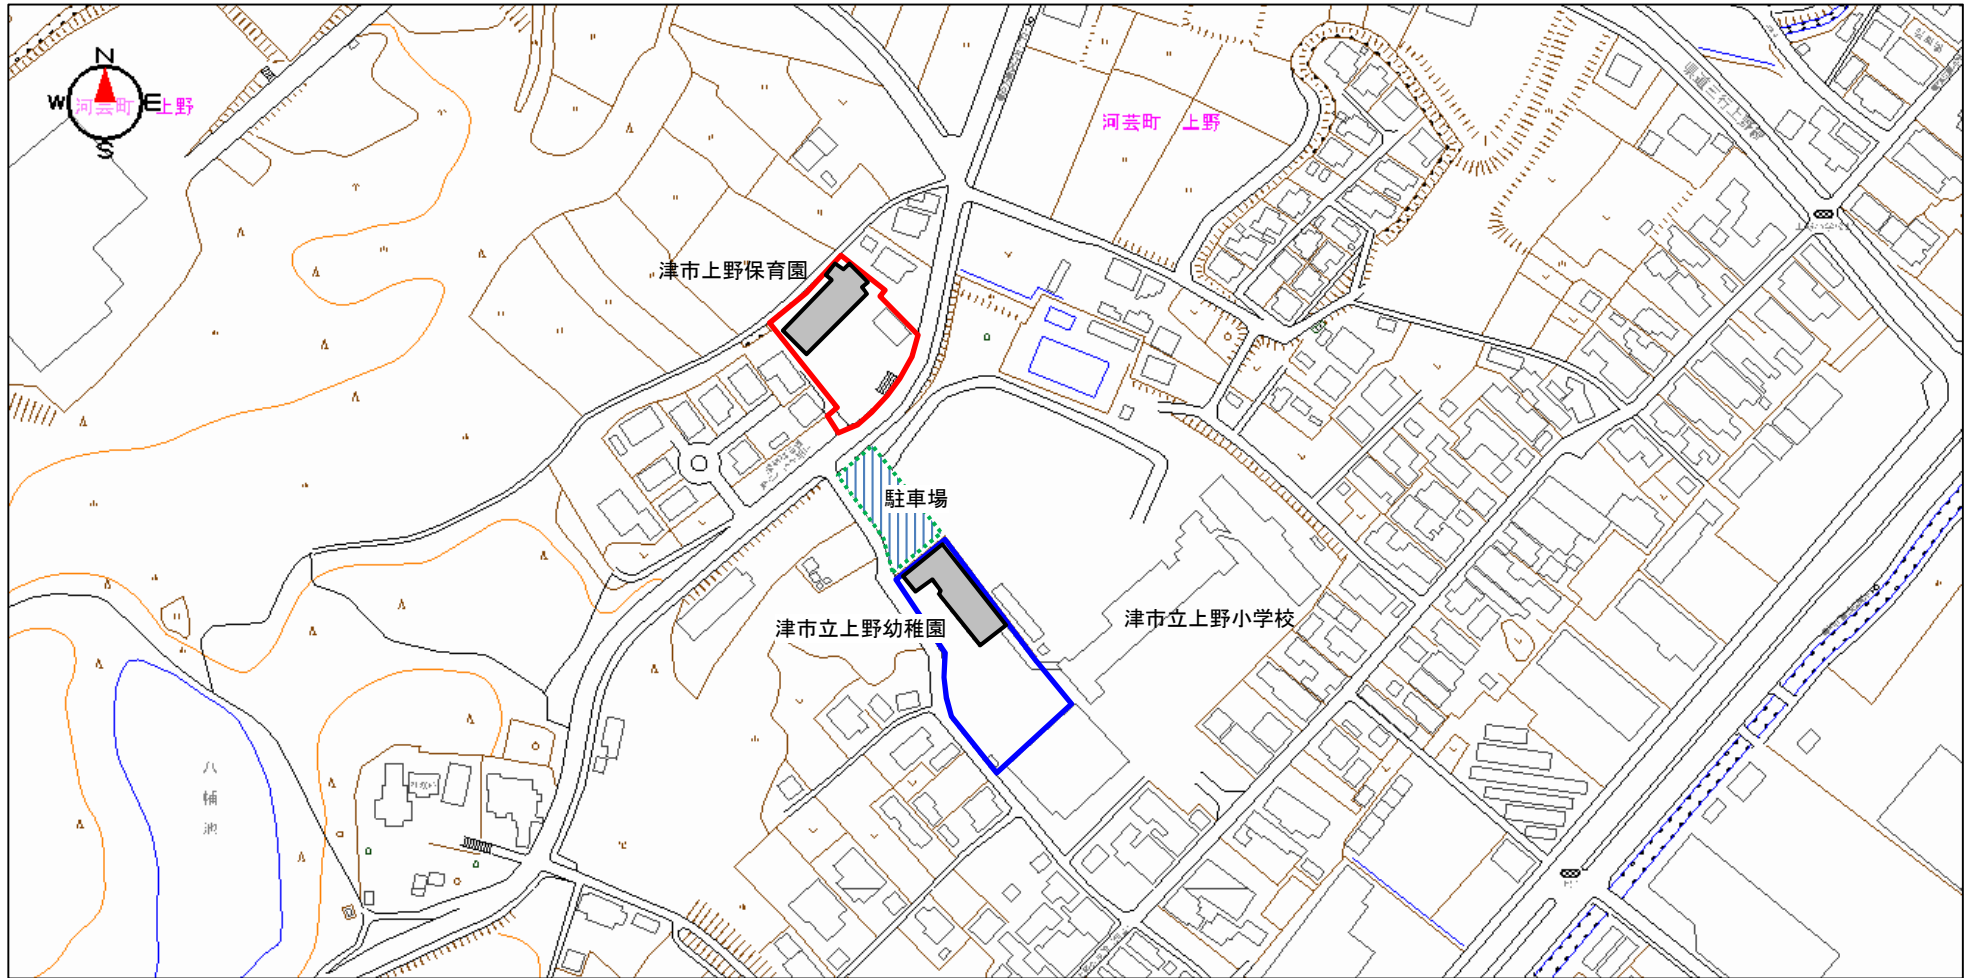 N
W
E
S
河芸町 上野
河芸町 上野
津市上野保育園
駐車場
津市立上野幼稚園
津市立上野小学校
八
幡
池